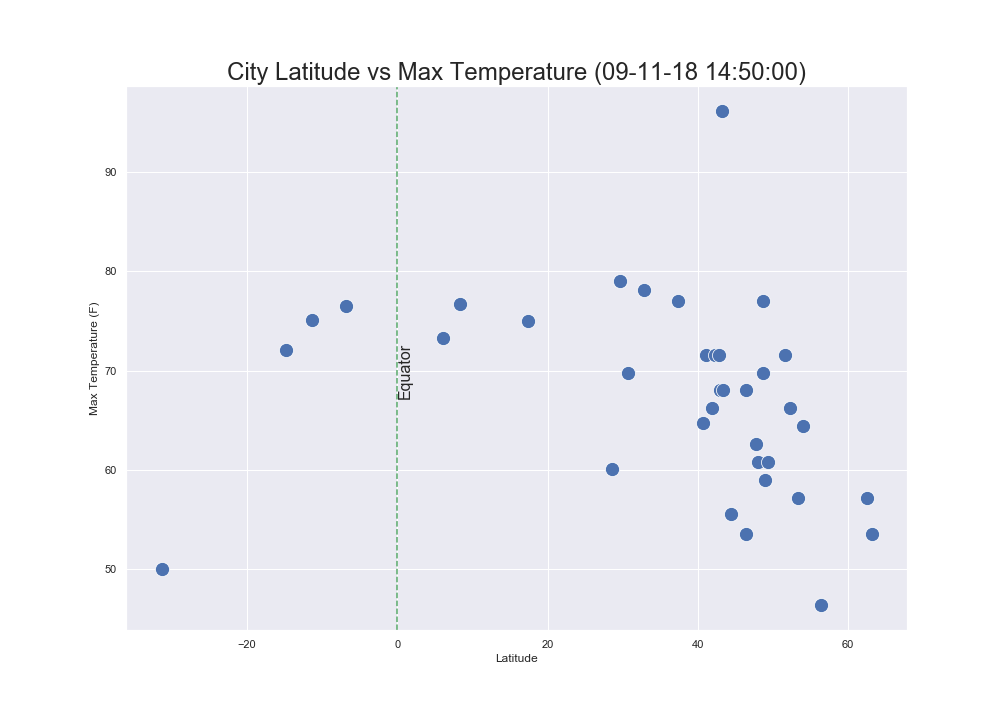 City Latitude vs Max Temperature (09-11-18 14:50:00)
90
80
70
60
50
Max Temperature (F)
Equator
−20
0
20
40
60
Latitude